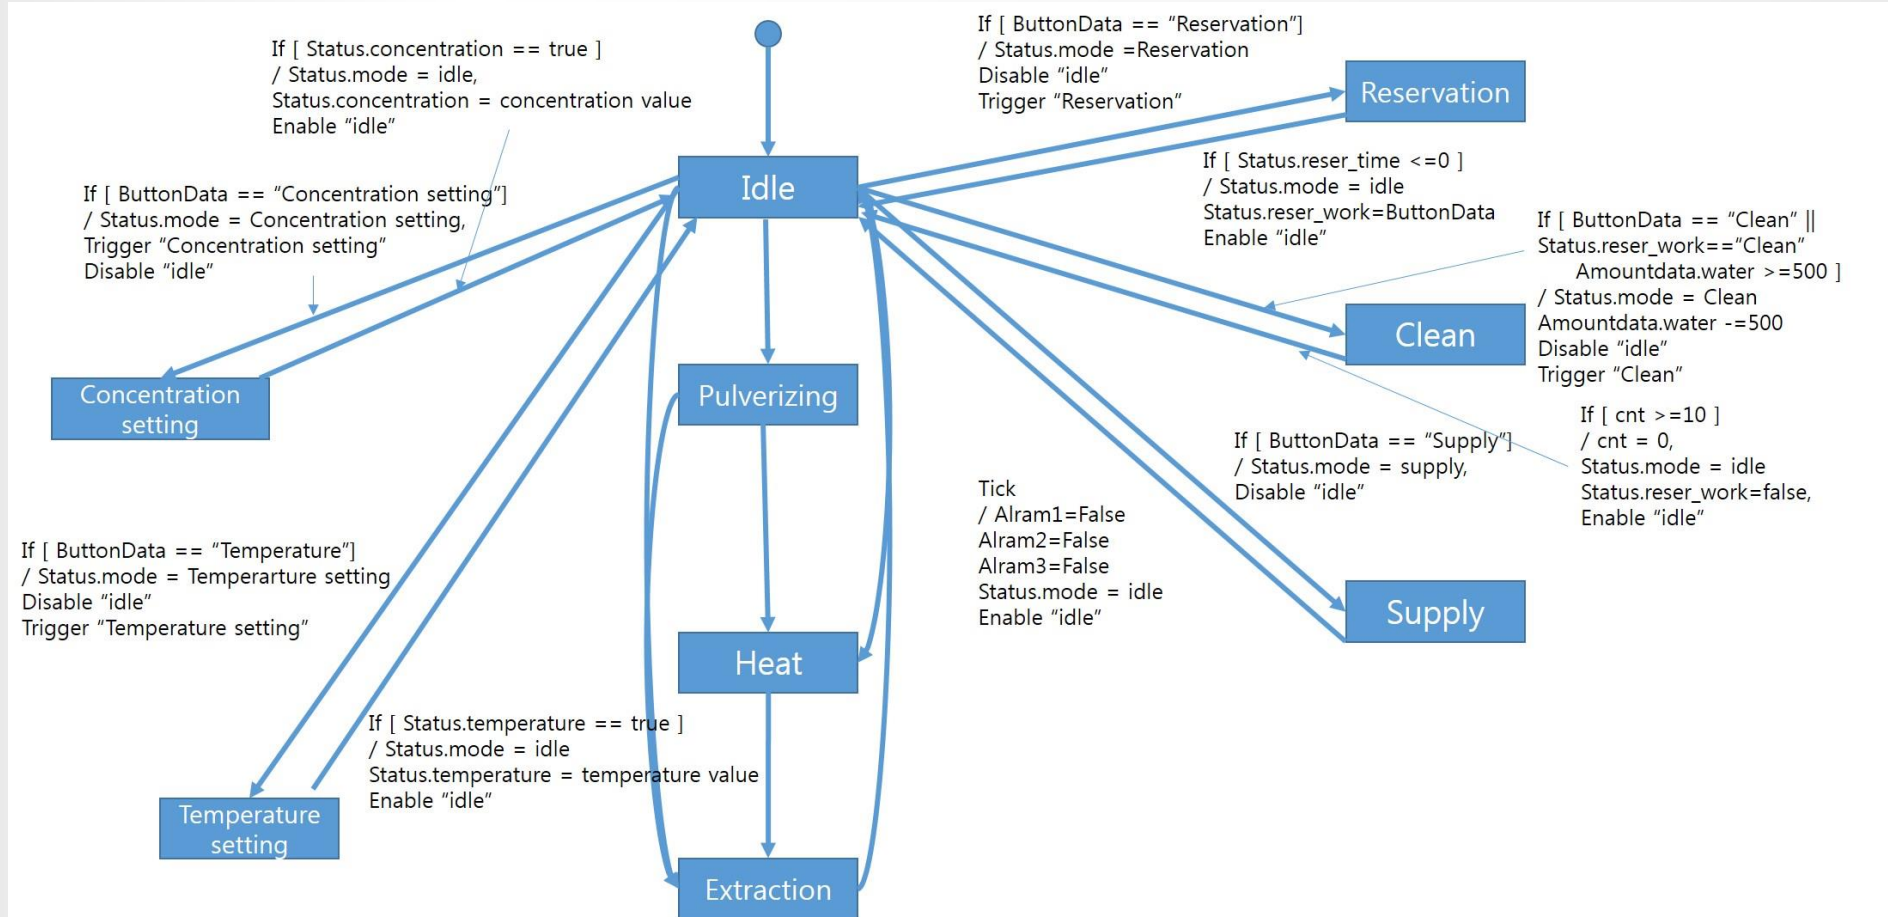 If [ Status.concentration == true ]
/ Status.mode = idle,
Status.concentration = concentration value
Enable “idle”
If [ ButtonData == “Reservation”]
/ Status.mode =Reservation
Disable “idle”
Trigger “Reservation”
Reservation
Idle
If [ ButtonData == “Concentration setting”]
/ Status.mode = Concentration setting,
Trigger “Concentration setting”
Disable “idle”
If [ Status.reser_time <=0 ]
/ Status.mode = idle
Status.reser_work=ButtonData
Enable “idle”
If [ ButtonData == “Clean” ||
Status.reser_work==“Clean”
Amountdata.water >=500 ]
/ Status.mode = Clean
Amountdata.water -=500
Disable “idle”
Trigger “Clean”
Clean
Concentration
setting
Pulverizing
If [ cnt >=10 ]
/ cnt = 0,
Status.mode = idle
Status.reser_work=false,
Enable “idle”
If [ ButtonData == “Supply”]
/ Status.mode = supply,
Disable “idle”
Tick
/ Alram1=False
Alram2=False
Alram3=False
Status.mode = idle
Enable “idle”
If [ ButtonData == “Temperature”]
/ Status.mode = Temperarture setting
Disable “idle”
Trigger “Temperature setting”
Supply
Heat
If [ Status.temperature == true ]
/ Status.mode = idle
Status.temperature = temperature value
Enable “idle”
Temperature
setting
Extraction